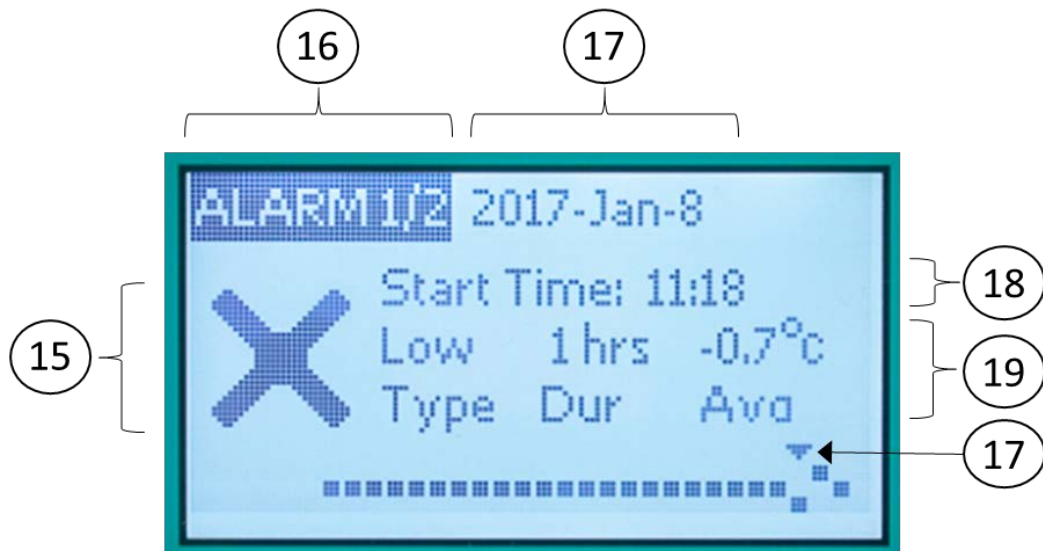 16 17
ALARM 1/2 2017-Jan-8
Start Time: 11:18 18
15
Low 1 hrs -0.7°c
19
Type Dur Ava
17